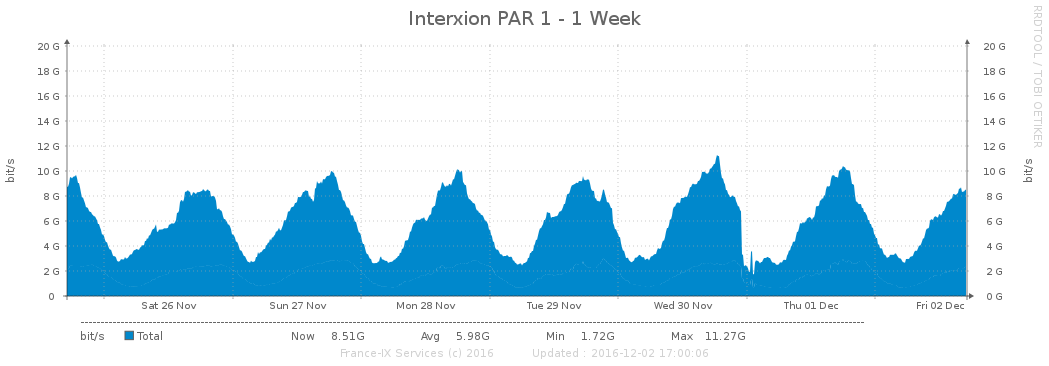 Interxion PAR 1 - 1 Week
RRDTOOL / TOBI OETIKER
20 G 20 G
18 G 18 G
16 G 16 G
14 G 14 G
12 G 12 G
10 G 10 G
8 G 8 G
6 G 6 G
4 G 4 G
2 G 2 G
0 0 G
bit/s
bit/s
Sat 26 Nov Sun 27 Nov Mon 28 Nov Tue 29 Nov Wed 30 Nov Thu 01 Dec Fri 02 Dec
bit/s Total Now 8.51G Avg 5.98G Min 1.72G Max 11.27G
France-IX Services (c) 2016 Updated : 2016-12-02 17:00:06